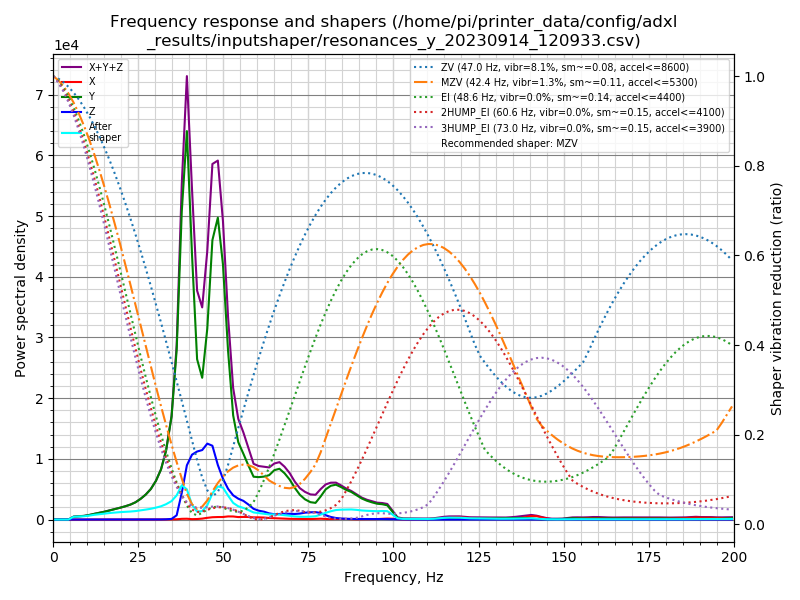 Frequency response and shapers (/home/pi/printer_data/config/adxl
_results/inputshaper/resonances_y_20230914_120933.csv)
1e4
X+Y+Z
X
Y
Z
After
shaper
ZV (47.0 Hz, vibr=8.1%, sm~=0.08, accel<=8600)
MZV (42.4 Hz, vibr=1.3%, sm~=0.11, accel<=5300)
EI (48.6 Hz, vibr=0.0%, sm~=0.14, accel<=4400)
2HUMP_EI (60.6 Hz, vibr=0.0%, sm~=0.15, accel<=4100)
3HUMP_EI (73.0 Hz, vibr=0.0%, sm~=0.15, accel<=3900)
Recommended shaper: MZV
Power spectral density
7
6
5
4
3
2
1
0
1.0
0.8
0.6
0.4
0.2
0.0
Shaper vibration reduction (ratio)
0 25 50 75 100 125 150 175 200
Frequency, Hz